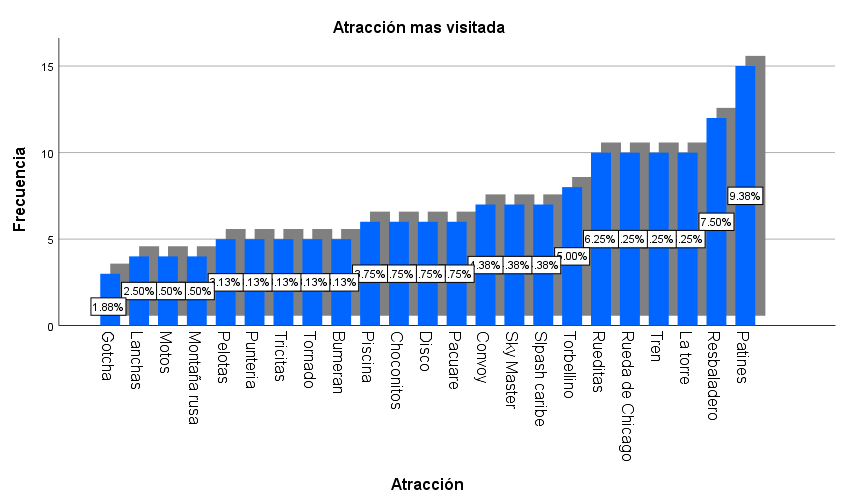 Atracción mas visitada
Frecuencia
15
10
5
0
1.88%
2.50%
.50%
.50%
3.13%
.13%
.13%
.13%
3.13%
3.75%
.75%
.75%
.75%
4.38%
.38%
.38%
5.00%
6.25%
.25%
.25%
.25%
7.50%
9.38%
Gotcha
Lanchas
Motos
Montaña rusa
Pelotas
Punteria
Tricitas
Tornado
Bumeran
Piscina
Choconitos
Disco
Pacuare
Convoy
Sky Master
Slpash caribe
Torbellino
Rueditas
Rueda de Chicago
Tren
La torre
Resbaladero
Patines
Atracción